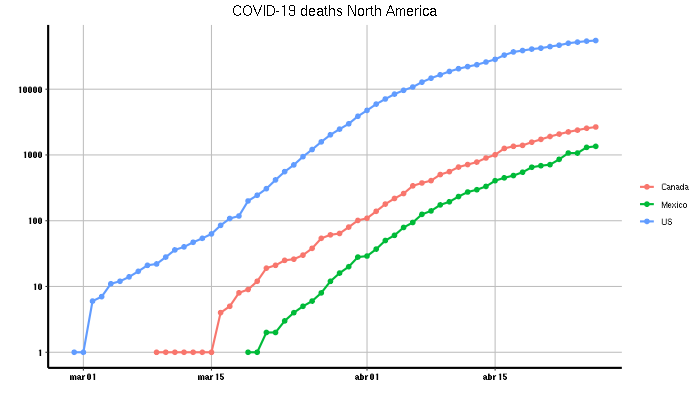 COVID-19 deaths North America
10000
1000
100
10
1
mar 01
mar 15
abr 01
abr 15
Canada
Mexico
US